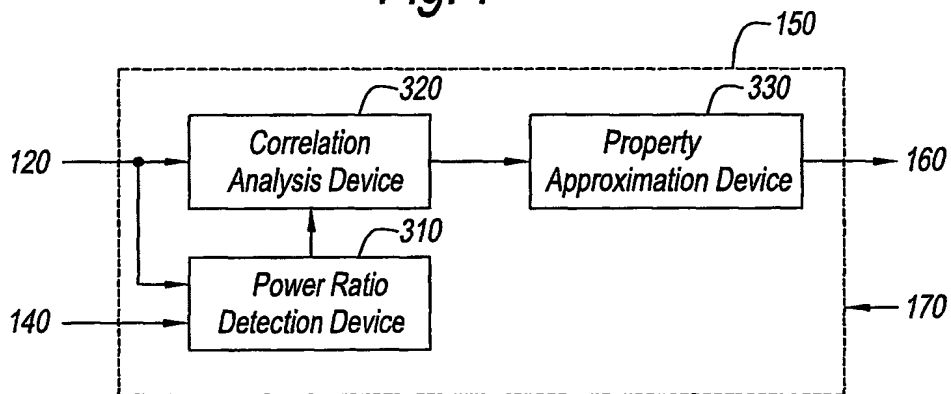 Fig.
150
320
330
120
Correlation
Analysis Device
Property
Approximation Device
160
310
Power Ratio
Detection Device
140
170